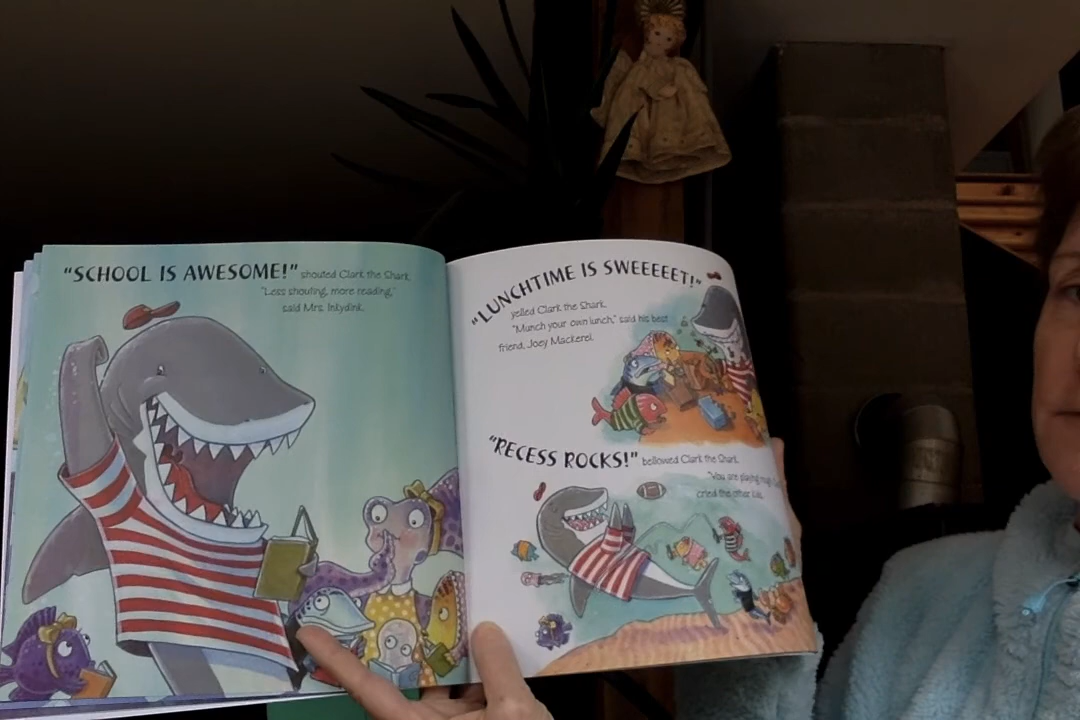 "SCHOOL IS AWESOME!" shouted Clark the Shark.
"Less shouting, more reading,"
said Mrs. Inkydink.
"LUNCHTIME IS SWEEEEET!"
yelled Clark the Shark.
"Munch your own lunch," said his best
friend, Joey Mackerel.
"RECESS ROCKS!" bellowed Clark the Shark.
"You are playing
cried the other kids.